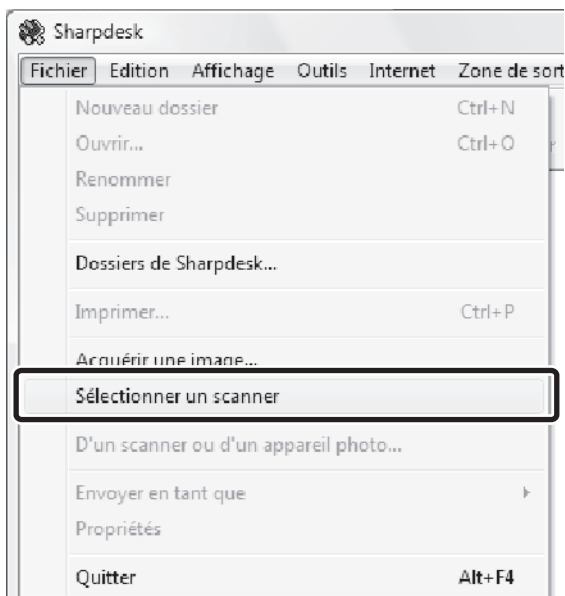 Sharpdesk
Fichier Edition Affichage Outils Internet Zone de sort
Nouveau dossier Ctrl+N
Ouvrir... Ctrl+O
Renommer
Supprimer
Dossiers de Sharpdesk...
Imprimer... Ctrl+P
Acquérir une image...
Sélectionner un scanner
D'un scanner ou d'un appareil photo...
Envoyer en tant que
Propriétés
Quitter Alt+F4